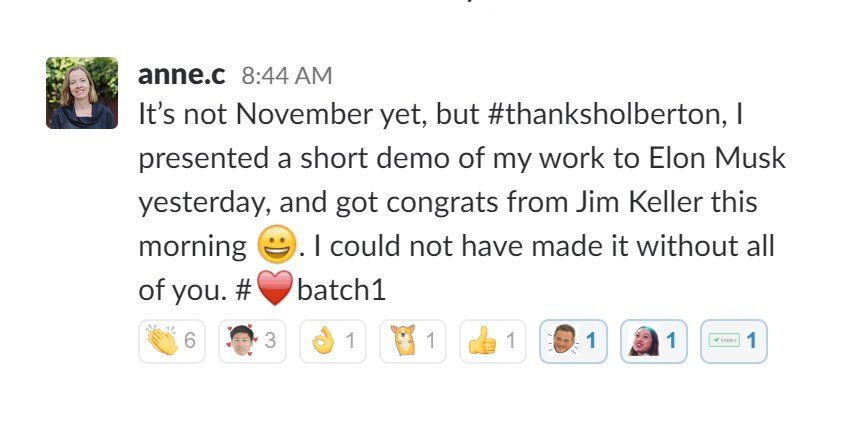 anne.c 8:44 AM
It’s not November yet, but #thanksholberton, I
presented a short demo of my work to Elon Musk
yesterday, and got congrats from Jim Keller this
morning 😀. I could not have made it without all
of you. #❤️batch1
6 3 1 1 1 1 1 1